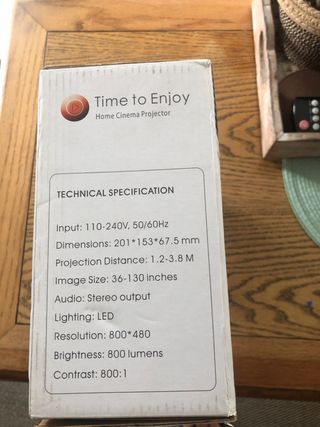 Time to Enjoy
Home Cinema Projector
TECHNICAL SPECIFICATION
Input: 110-240V, 50/60Hz
Dimensions: 201*153*67.5 mm
Projection Distance: 1.2-3.8 M
Image Size: 36-130 inches
Audio: Stereo output
Lighting: LED
Resolution: 800*480
Brightness: 800 lumens
Contrast: 800:1